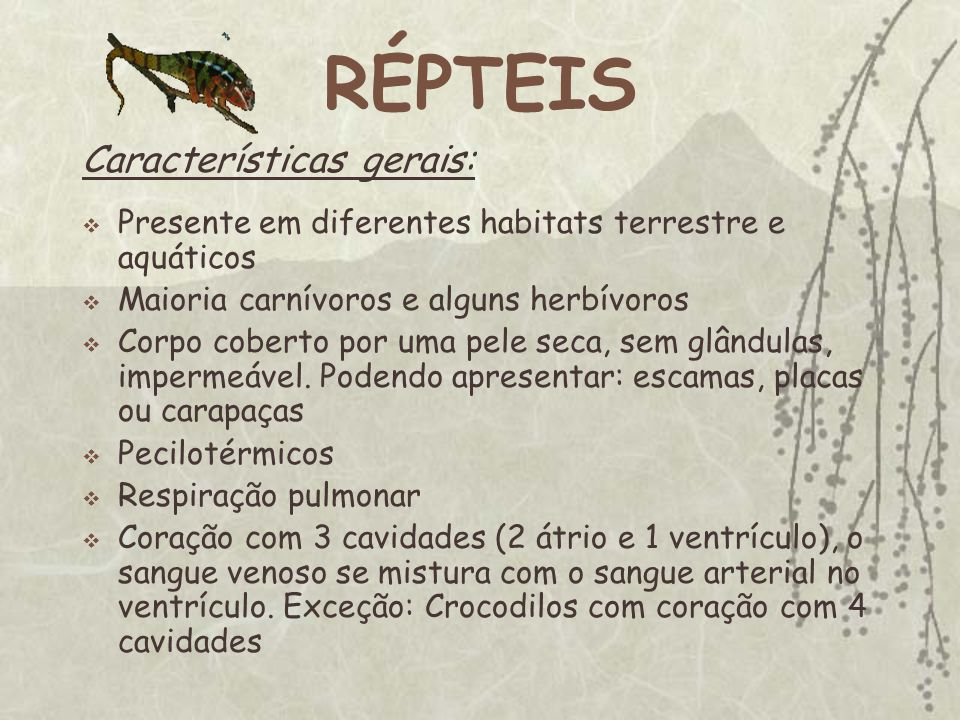 RÉPTEIS
Características gerais:
Presente em diferentes habitats terrestre e
aquáticos
Maioria carnívoros e alguns herbívoros
Corpo coberto por uma pele seca, sem glândulas,
impermeável. Podendo apresentar: escamas, placas
ou carapaças
Pecilotérmicos
Respiração pulmonar
Coração com 3 cavidades (2 átrio e 1 ventrículo), o
sangue venoso se mistura com o sangue arterial no
ventrículo. Exceção: Crocodilos com coração com 4
cavidades